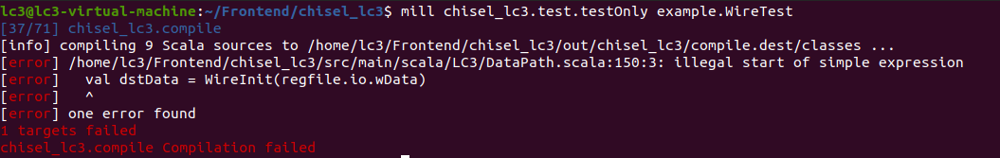 lc3@lc3-virtual-machine:~/Frontend/chisel_lc3$ mill chisel_lc3.test.testOnly example.WireTest
[37/71] chisel_lc3.compile
[info] compiling 9 Scala sources to /home/lc3/Frontend/chisel_lc3/out/chisel_lc3/compile.dest/classes ...
[error] /home/lc3/Frontend/chisel_lc3/src/main/scala/LC3/DataPath.scala:150:3: illegal start of simple expression
[error]   val dstData = WireInit(regfile.io.wData)
[error]   ^
[error] one error found
1 targets failed
chisel_lc3.compile Compilation failed